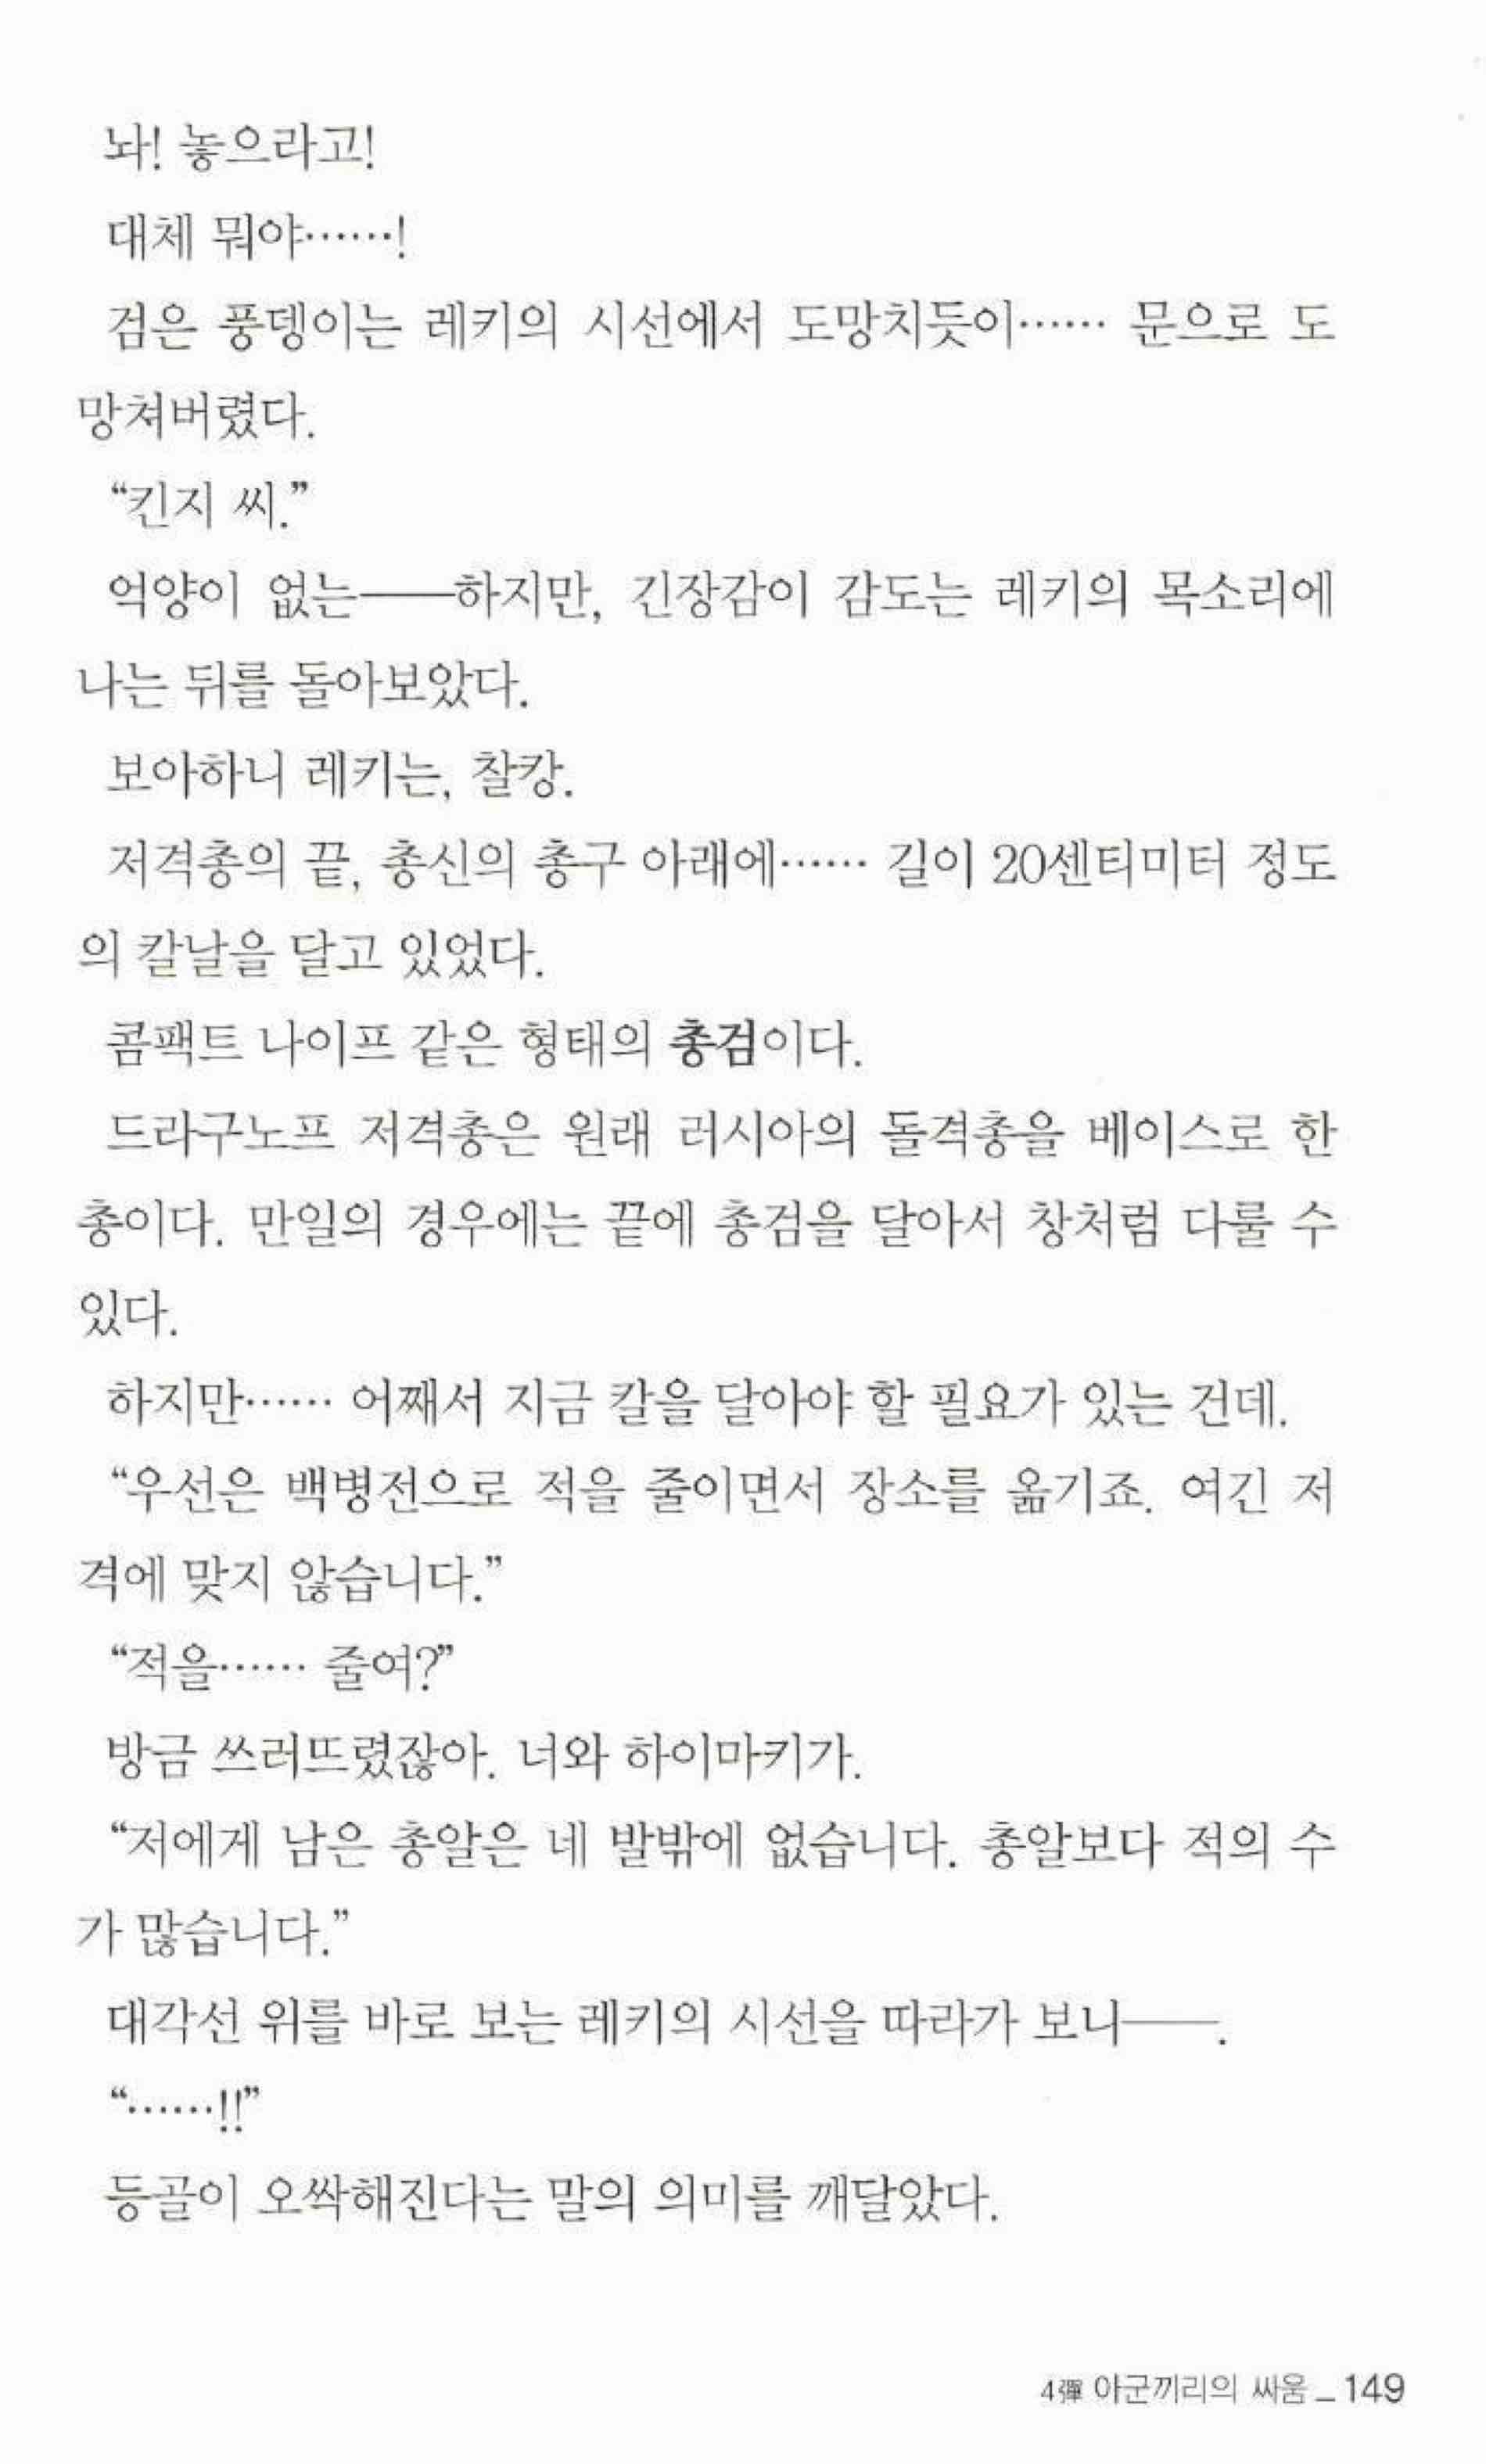 놔! 놓으라고!
대체 뭐야……!
검은 풍뎅이는 레키의 시선에서 도망치듯이…… 문으로 도
망쳐버렸다.
“킨지 씨.”
억양이 없는──하지만, 긴장감이 감도는 레키의 목소리에
나는 뒤를 돌아보았다.
보아하니 레키는, 찰캉.
저격총의 끝, 총신의 총구 아래에…… 길이 20센티미터 정도
의 칼날을 달고 있었다.
콤팩트 나이프 같은 형태의 총검이다.
드라구노프 저격총은 원래 러시아의 돌격총을 베이스로 한
총이다. 만일의 경우에는 끝에 총검을 달아서 창처럼 다룰 수
있다.
하지만…… 어째서 지금 칼을 달아야 할 필요가 있는 건데.
“우선은 백병전으로 적을 줄이면서 장소를 옮기죠. 여긴 저
격에 맞지 않습니다.”
“적을…… 줄여?”
방금 쓰러뜨렸잖아. 너와 하이마키가.
“저에게 남은 총알은 네 발밖에 없습니다. 총알보다 적의 수
가 많습니다.”
대각선 위를 바로 보는 레키의 시선을 따라가 보니──.
“……!!”
등골이 오싹해진다는 말의 의미를 깨달았다.
4彈 아군끼리의 싸움 _ 149